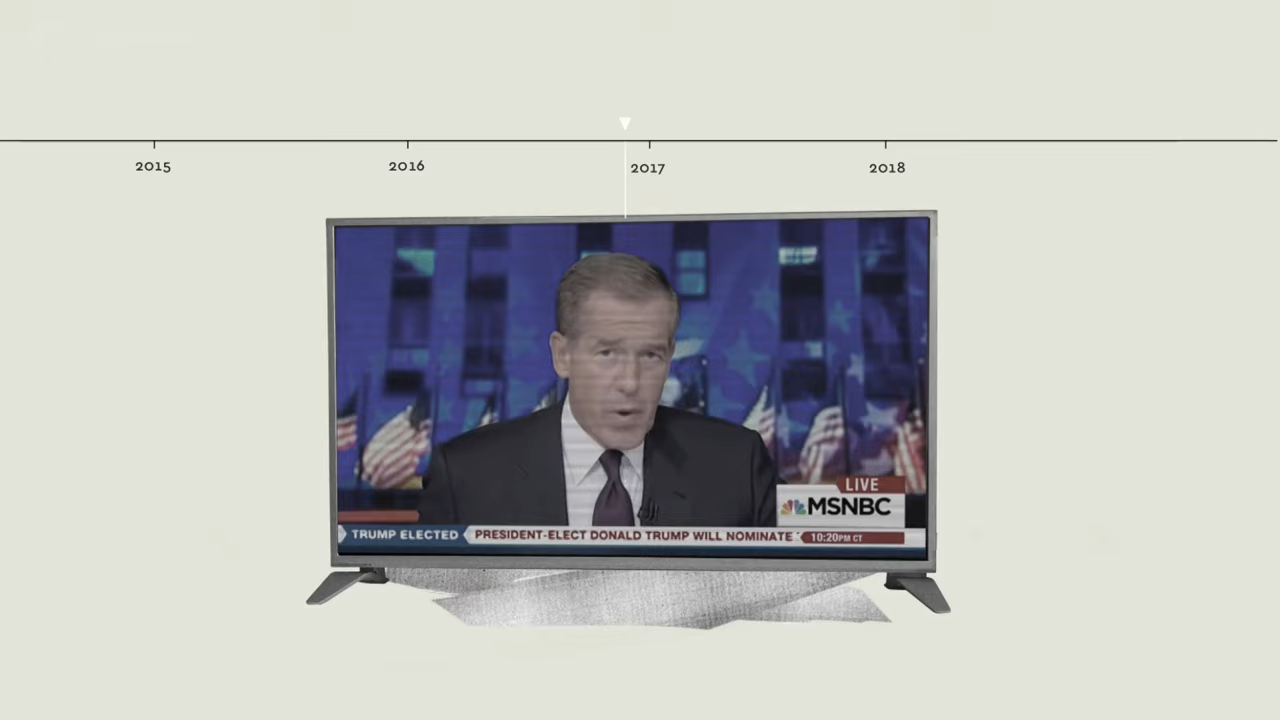 2015 2016 2017 2018
LIVE
MSNBC
TRUMP ELECTED PRESIDENT-ELECT DONALD TRUMP WILL NOMINATE 10:20PM CT